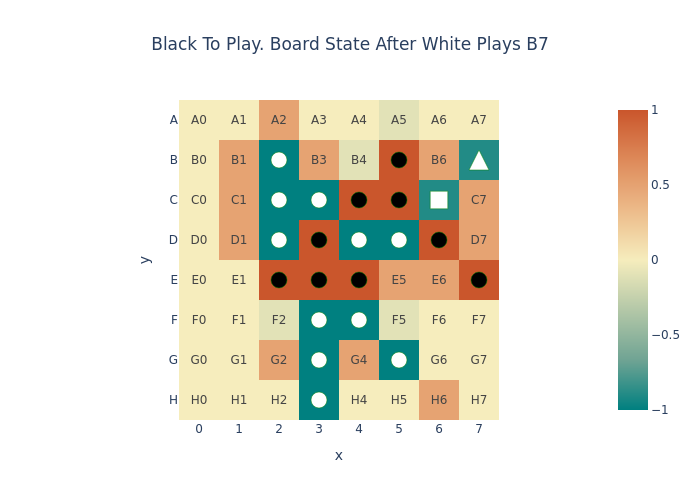 Black To Play. Board State After White Plays B7
A A0 A1 A2 A3 A4 A5 A6 A7
B B0 B1 B3 B4 B6
C C0 C1 C7
D D0 D1 D7
E E0 E1 E5 E6
F F0 F1 F2 F5 F6 F7
G G0 G1 G2 G4 G6 G7
H H0 H1 H2 H4 H5 H6 H7
0 1 2 3 4 5 6 7
x
y
1
0.5
0
−0.5
−1